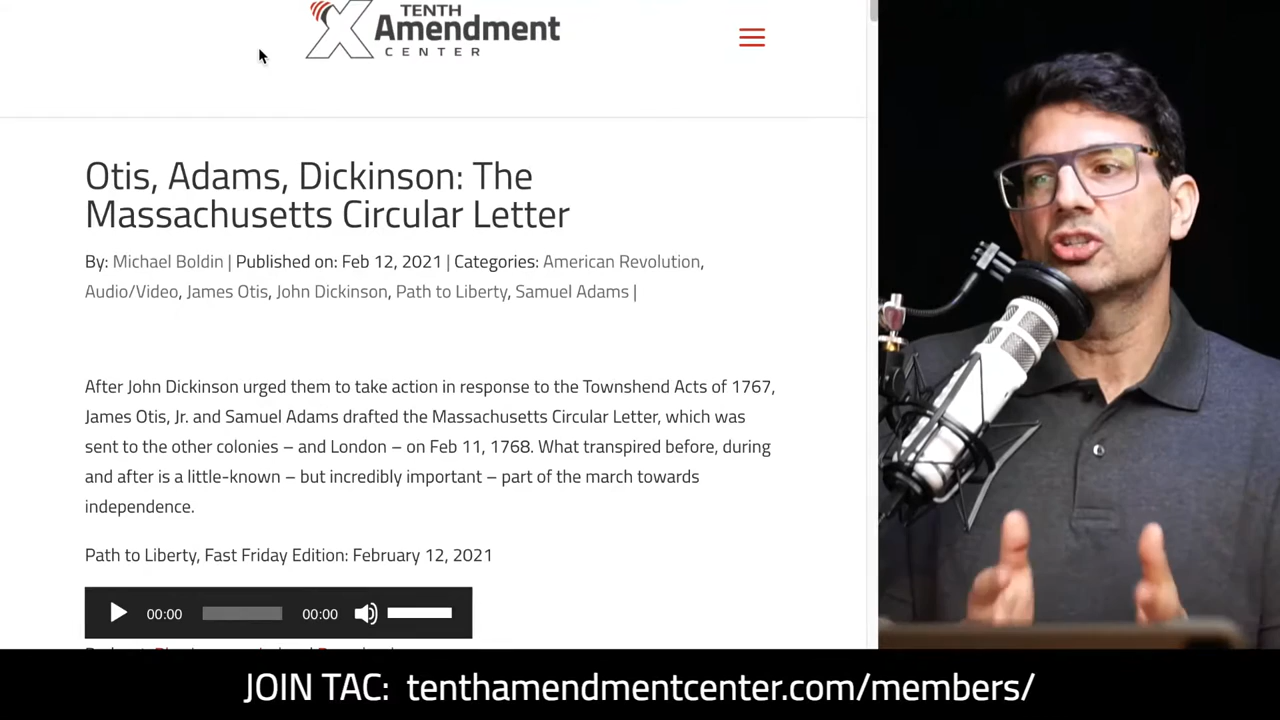 TENTH
Amendment
CENTER
Otis, Adams, Dickinson: The
Massachusetts Circular Letter
By: Michael Boldin | Published on: Feb 12, 2021 | Categories: American Revolution,
Audio/Video, James Otis, John Dickinson, Path to Liberty, Samuel Adams |
After John Dickinson urged them to take action in response to the Townshend Acts of 1767,
James Otis, Jr. and Samuel Adams drafted the Massachusetts Circular Letter, which was
sent to the other colonies – and London – on Feb 11, 1768. What transpired before, during
and after is a little-known – but incredibly important – part of the march towards
independence.
Path to Liberty, Fast Friday Edition: February 12, 2021
00:00 00:00
JOIN TAC: tenthamendmentcenter.com/members/